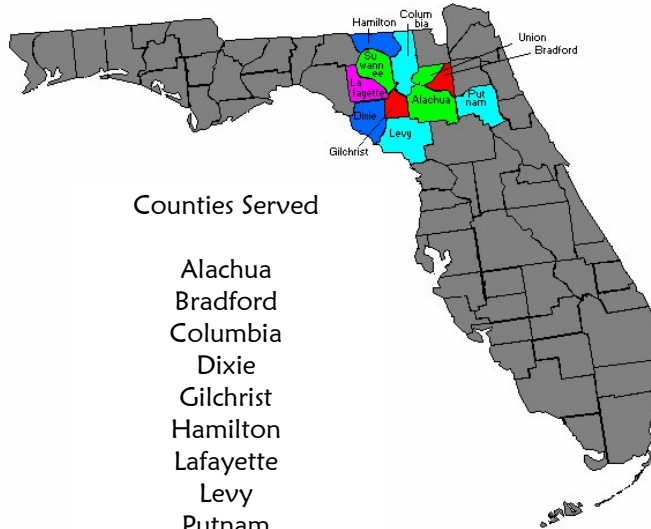 Hamilton
Colum
bia
Union
Bradford
Su
wann
ee
La
fayette
Alachua
Put
nam
Dixie
Levy
Gilchrist
Counties Served
Alachua
Bradford
Columbia
Dixie
Gilchrist
Hamilton
Lafayette
Levy
Putnam